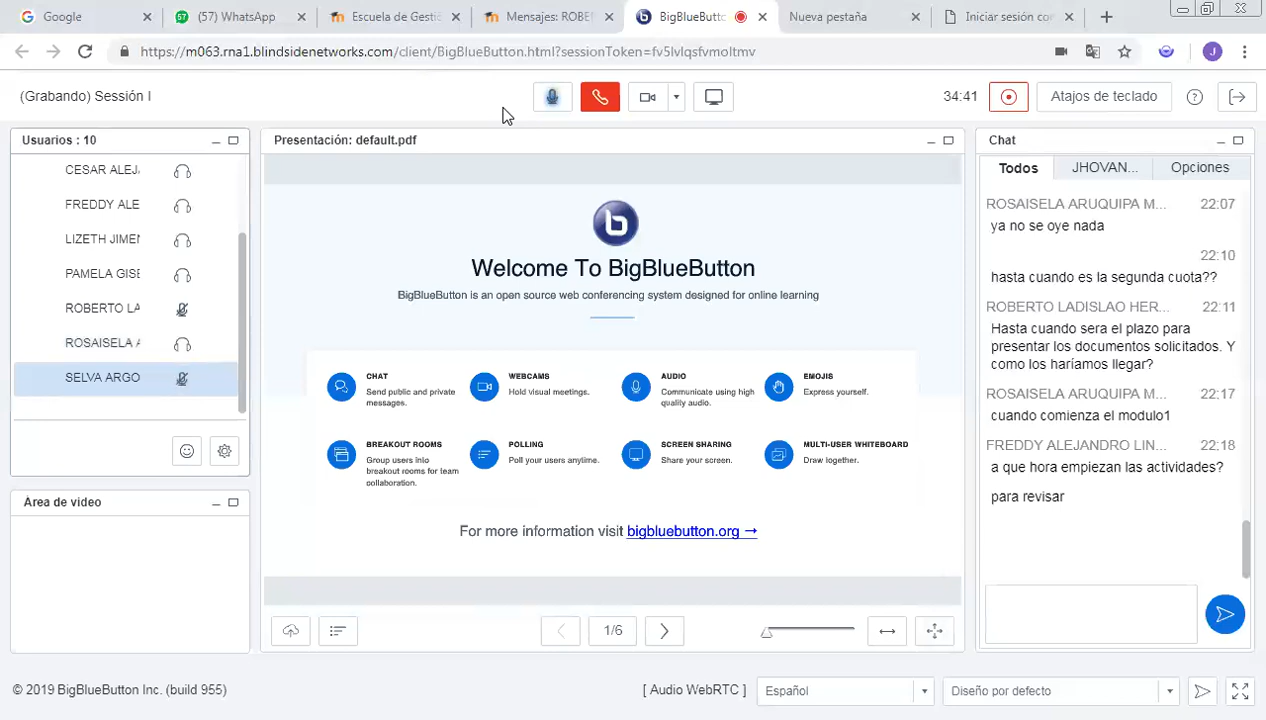 Google
(57) WhatsApp
Escuela de Gesti
Mensajes: ROBE
BigBlueButto
Nueva pestaña
Iniciar sesión co
https://m063.rna1.blindsidenetworks.com/client/BigBlueButton.html?sessionToken=fv5lvlqsfvmoltmv
J
(Grabando) Sessión I
34:41
Atajos de teclado
Usuarios : 10
CESAR ALEJ
FREDDY ALE
LIZETH JIMEN
PAMELA GISE
ROBERTO LA
ROSAISELA A
SELVA ARGO
Área de video
Presentación: default.pdf
b
Welcome To BigBlueButton
BigBlueButton is an open source web conferencing system designed for online learning
CHAT
Send public and private
messages.
WEBCAMS
Hold visual meetings.
AUDIO
Communicate using high
quality audio.
EMOJIS
Express yourself.
BREAKOUT ROOMS
Group users into
breakout rooms for team
collaboration.
POLLING
Poll your users anytime.
SCREEN SHARING
Share your screen.
MULTI-USER WHITEBOARD
Draw together.
For more information visit bigbluebutton.org →
1/6
Chat
Todos
JHOVAN...
Opciones
ROSAISELA ARUQUIPA M... 22:07
ya no se oye nada
22:10
hasta cuando es la segunda cuota??
ROBERTO LADISLAO HER... 22:11
Hasta cuando sera el plazo para
presentar los documentos solicitados. Y
como los haríamos llegar?
ROSAISELA ARUQUIPA M... 22:17
cuando comienza el modulo1
FREDDY ALEJANDRO LIN... 22:18
a que hora empiezan las actividades?
para revisar
© 2019 BigBlueButton Inc. (build 955)
[ Audio WebRTC ]
Español
Diseño por defecto